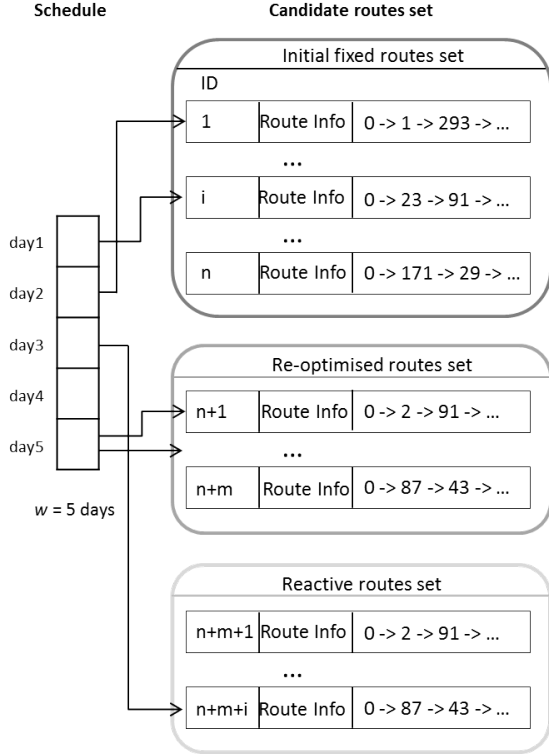 Schedule
Candidate routes set
Initial fixed routes set
ID
1 Route Info 0 -> 1 -> 293 -> ...
...
i Route Info 0 -> 23 -> 91 -> ...
...
n Route Info 0 -> 171 -> 29 -> ...
day1
day2
day3
day4
day5
w = 5 days
Re-optimised routes set
n+1 Route Info 0 -> 2 -> 91 -> ...
...
n+m Route Info 0 -> 87 -> 43 -> ...
Reactive routes set
n+m+1 Route Info 0 -> 2 -> 91 -> ...
...
n+m+i Route Info 0 -> 87 -> 43 -> ...